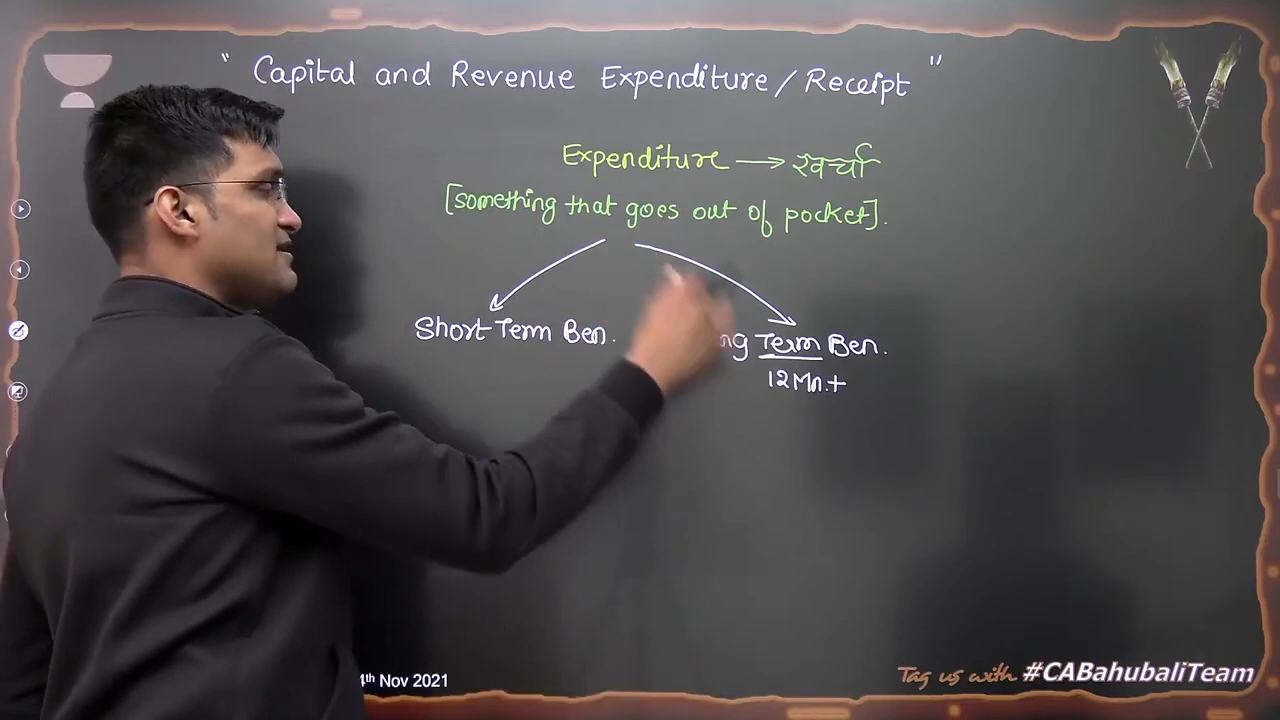 " Capital and Revenue Expenditure / Receipt "
Expenditure → खर्चा
[something that goes out of pocket].
Short Term Ben.
Term Ben.
12Mn.+
Nov 2021
Tag us with #CABahubaliTeam